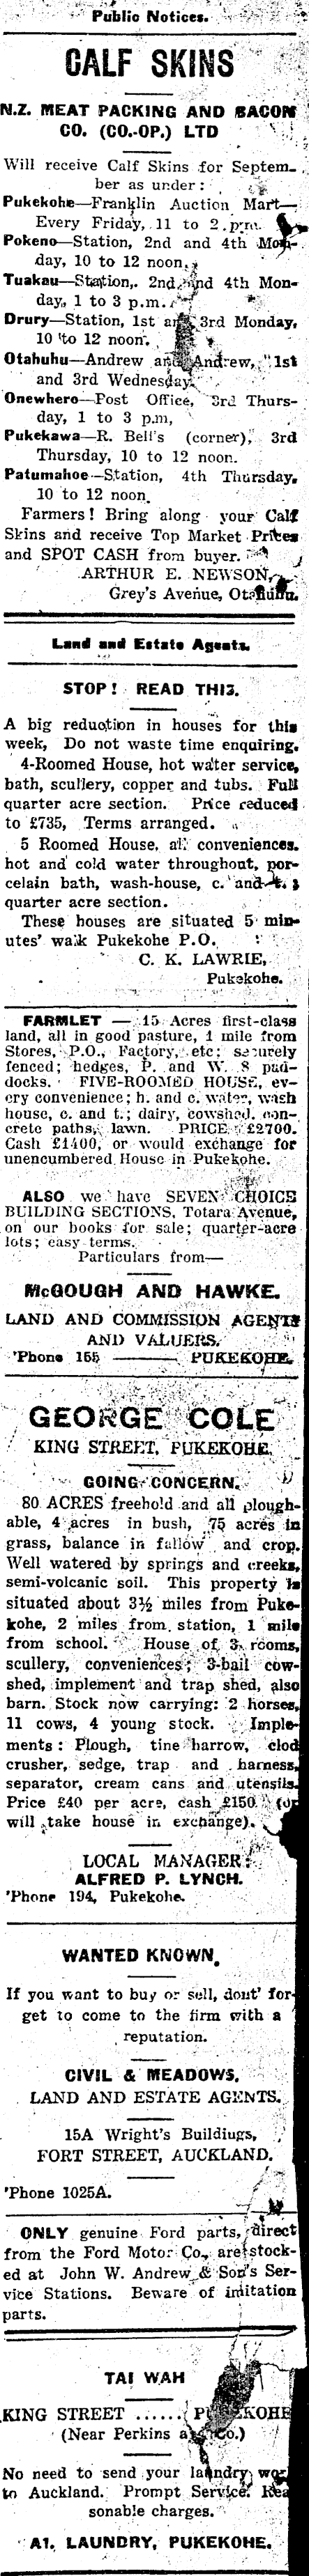 Public Notices.
CALF SKINS
N.Z. MEAT PACKING AND BACON
CO. (CO.-OP.) LTD
Will receive Calf Skins for Septem-
ber as under:
Pukekohe—Franklin Auction Mart—
Every Friday, 11 to 2 p.m.
Pokeno—Station, 2nd and 4th Mon-
day, 10 to 12 noon.
Tuakau—Station, 2nd and 4th Mon-
day, 1 to 3 p.m.
Drury—Station, 1st and 3rd Monday,
10 to 12 noon.
Otahuhu—Andrew and Andrew, 1st
and 3rd Wednesday.
Onewhero—Post Office, 3rd Thurs-
day, 1 to 3 p.m,
Pukekawa—R. Bell's (corner), 3rd
Thursday, 10 to 12 noon.
Patumahoe—Station, 4th Thursday,
10 to 12 noon.
Farmers! Bring along your Calf
Skins and receive Top Market Prices
and SPOT CASH from buyer.
ARTHUR E. NEWSON,
Grey's Avenue, Otahuhu.
Land and Estate Agents.
STOP! READ THIS.
A big reduction in houses for this
week, Do not waste time enquiring.
4-Roomed House, hot water service,
bath, scullery, copper and tubs. Full
quarter acre section. Price reduced
to £735, Terms arranged.
5 Roomed House, all conveniences.
hot and cold water throughout, por-
celain bath, wash-house, c. and t. ;
quarter acre section.
These houses are situated 5 min-
utes' walk Pukekohe P.O.
C. K. LAWRIE,
Pukekohe.
FARMLET — 15 Acres first-class
land, all in good pasture, 1 mile from
Stores, P.O., Factory, etc; securely
fenced; hedges, P. and W. 8 pad-
docks. FIVE-ROOMED HOUSE, ev-
ery convenience; h. and c. water, wash
house, c. and t.; dairy, cowshed, con-
crete paths, lawn. PRICE £2700.
Cash £1400, or would exchange for
unencumbered House in Pukekohe.
ALSO we have SEVEN CHOICE
BUILDING SECTIONS, Totara Avenue,
on our books for sale; quarter-acre
lots; easy terms.
Particulars from—
McGOUGH AND HAWKE.
LAND AND COMMISSION AGENTS
AND VALUERS.
'Phone 155 ——— PUKEKOHE.
GEORGE COLE
KING STREET, PUKEKOHE.
GOING CONCERN.
80 ACRES freehold and all plough-
able, 4 acres in bush, 75 acres in
grass, balance in fallow and crop.
Well watered by springs and creeks,
semi-volcanic soil. This property is
situated about 3½ miles from Puke-
kohe, 2 miles from station, 1 mile
from school. House of 3 rooms,
scullery, conveniences; 3-bail cow-
shed, implement and trap shed, also
barn. Stock now carrying: 2 horses,
11 cows, 4 young stock. Imple-
ments: Plough, tine harrow, clod
crusher, sedge, trap and harness,
separator, cream cans and utensils.
Price £40 per acre, cash £150 (or
will take house in exchange).
LOCAL MANAGER:
ALFRED P. LYNCH.
'Phone 194, Pukekohe.
WANTED KNOWN,
If you want to buy or sell, dont' for-
get to come to the firm with a
reputation.
CIVIL & MEADOWS,
LAND AND ESTATE AGENTS.
15A Wright's Buildiugs,
FORT STREET, AUCKLAND.
'Phone 1025A.
ONLY genuine Ford parts, direct
from the Ford Motor Co., are stock-
ed at John W. Andrew & Son's Ser-
vice Stations. Beware of imitation
parts.
TAI WAH
KING STREET ...... PUKEKOHE
(Near Perkins and Co.)
No need to send your laundry work
to Auckland. Prompt Service. Rea
sonable charges.
A1. LAUNDRY, PUKEKOHE.